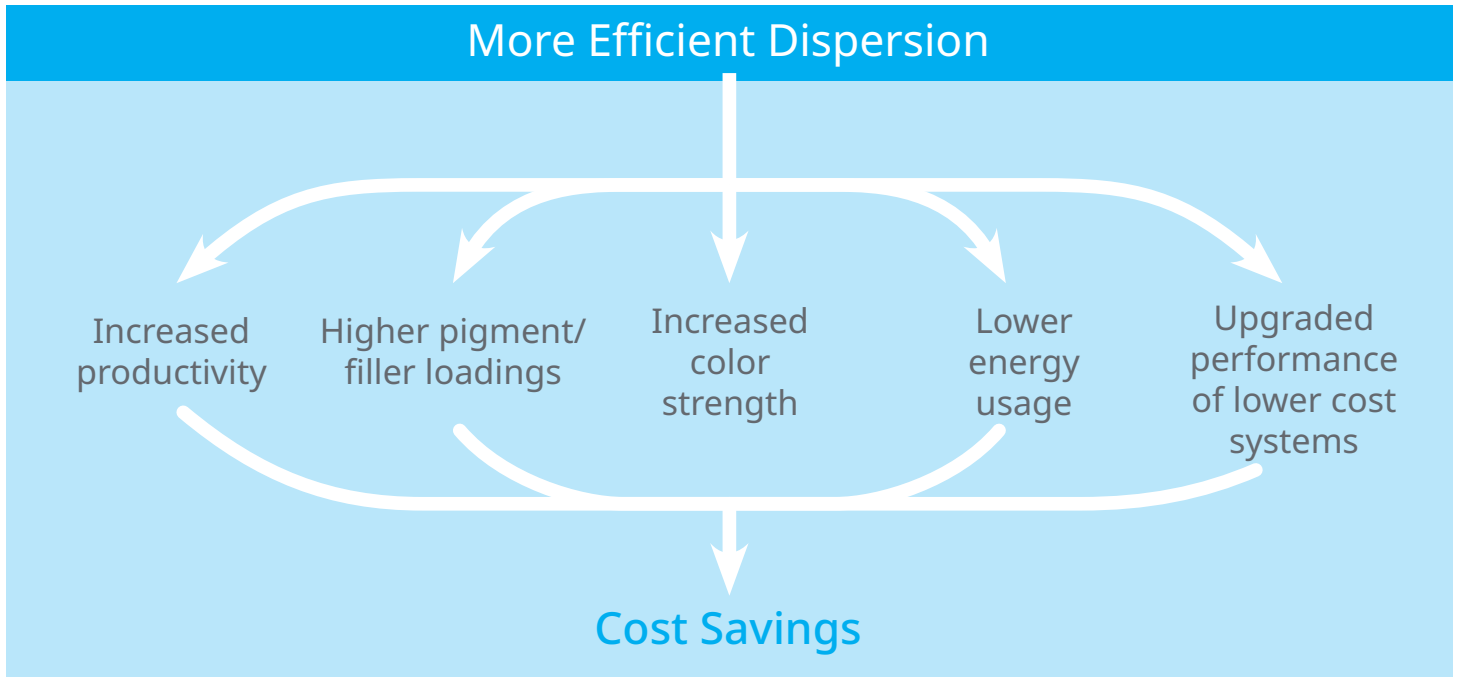 More Efficient Dispersion
Increased
productivity
Higher pigment/
filler loadings
Increased
color
strength
Lower
energy
usage
Upgraded
performance
of lower cost
systems
Cost Savings